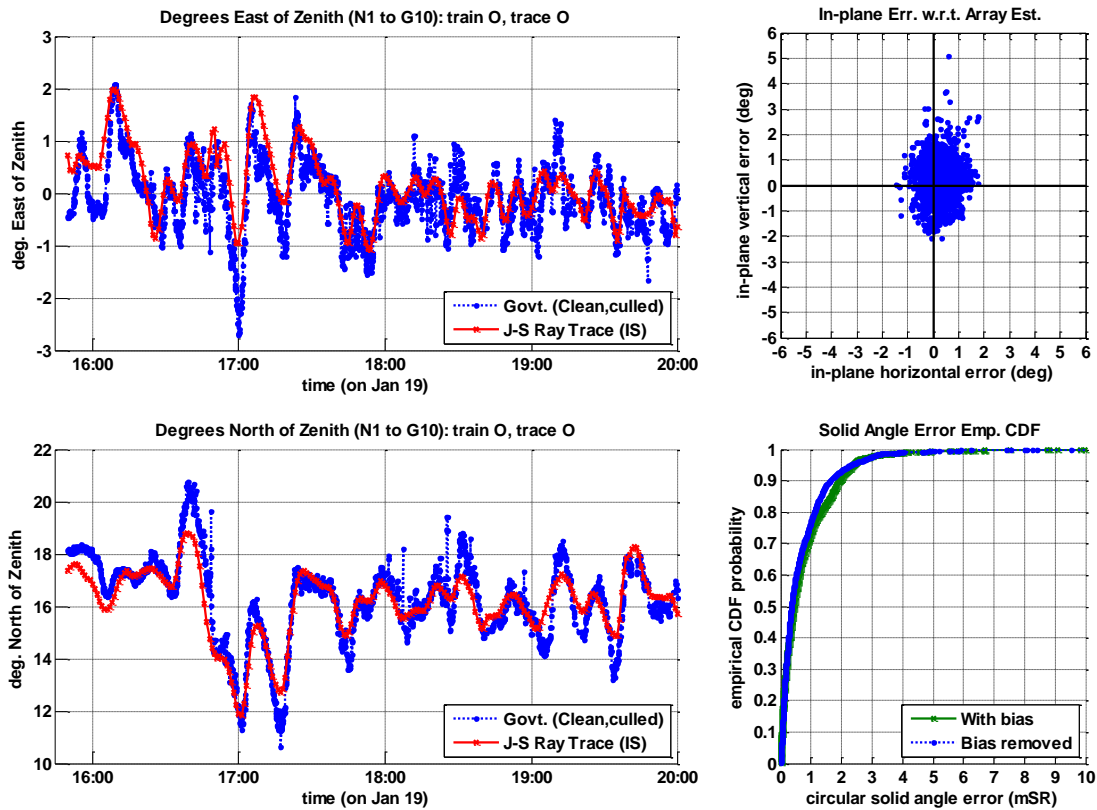 Degrees East of Zenith (N1 to G10): train O, trace O
3
2
1
0
-1
-2
-3
deg. East of Zenith
16:00 17:00 18:00 19:00 20:00
time (on Jan 19)
Govt. (Clean,culled)
J-S Ray Trace (IS)
In-plane Err. w.r.t. Array Est.
6
5
4
3
2
1
0
-1
-2
-3
-4
-5
-6
in-plane vertical error (deg)
-6 -5 -4 -3 -2 -1 0 1 2 3 4 5 6
in-plane horizontal error (deg)
Degrees North of Zenith (N1 to G10): train O, trace O
22
20
18
16
14
12
10
deg. North of Zenith
16:00 17:00 18:00 19:00 20:00
time (on Jan 19)
Govt. (Clean,culled)
J-S Ray Trace (IS)
Solid Angle Error Emp. CDF
1
0.9
0.8
0.7
0.6
0.5
0.4
0.3
0.2
0.1
0
empirical CDF probability
0 1 2 3 4 5 6 7 8 9 10
circular solid angle error (mSR)
With bias
Bias removed